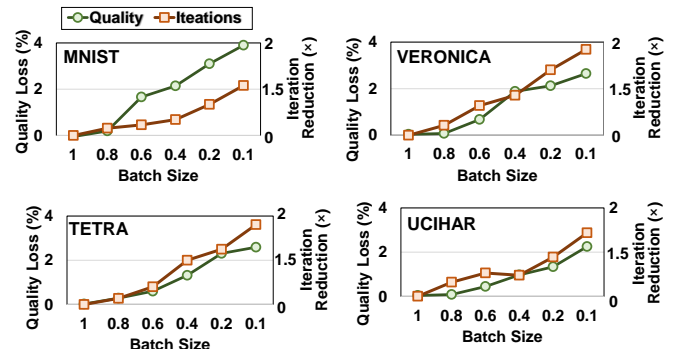 Quality Iteations
MNIST
Quality Loss (%)
4
2
0
2
1.5
0
Iteration
Reduction (×)
1 0.8 0.6 0.4 0.2 0.1
Batch Size
VERONICA
Quality Loss (%)
4
2
0
2
1.5
0
Iteration
Reduction (×)
1 0.8 0.6 0.4 0.2 0.1
Batch Size
TETRA
Quality Loss (%)
4
2
0
2
1.5
0
Iteration
Reduction (×)
1 0.8 0.6 0.4 0.2 0.1
Batch Size
UCIHAR
Quality Loss (%)
4
2
0
2
1.5
0
Iteration
Reduction (×)
1 0.8 0.6 0.4 0.2 0.1
Batch Size